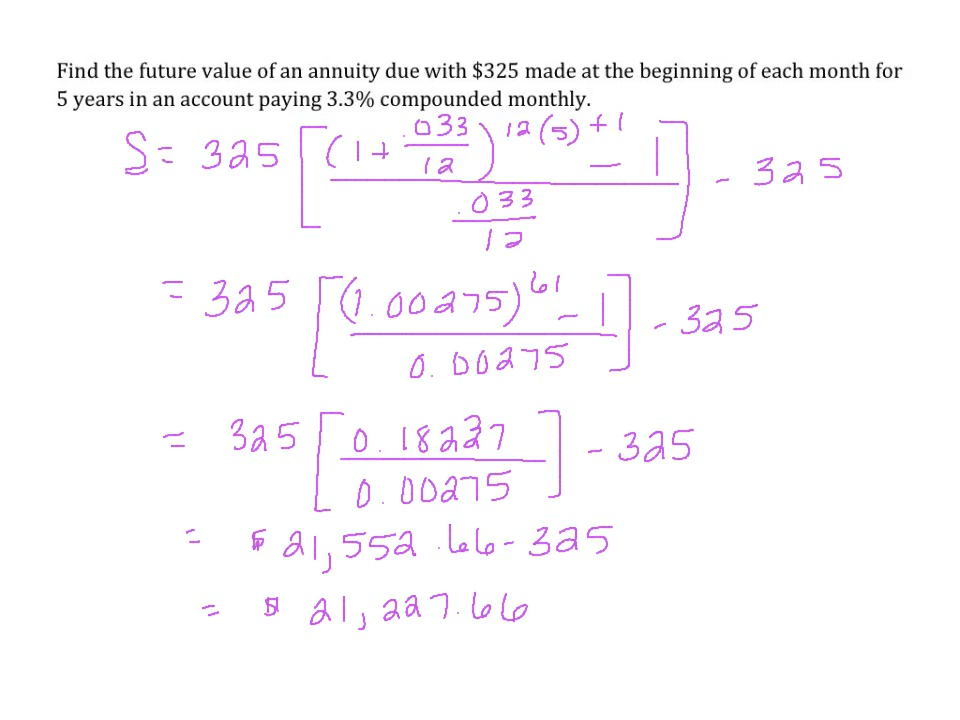 Find the future value of an annuity due with $325 made at the beginning of each month for
5 years in an account paying 3.3% compounded monthly.
S = 325 [ ( 1 + .033/12 )^12(5)+1 − 1 / .033/12 ] - 325
= 325 [ (1.00275)^61 - 1 / 0.00275 ] - 325
= 325 [ 0.18237 / 0.00275 ] - 325
= $21,552.66 - 325
= $21,227.66